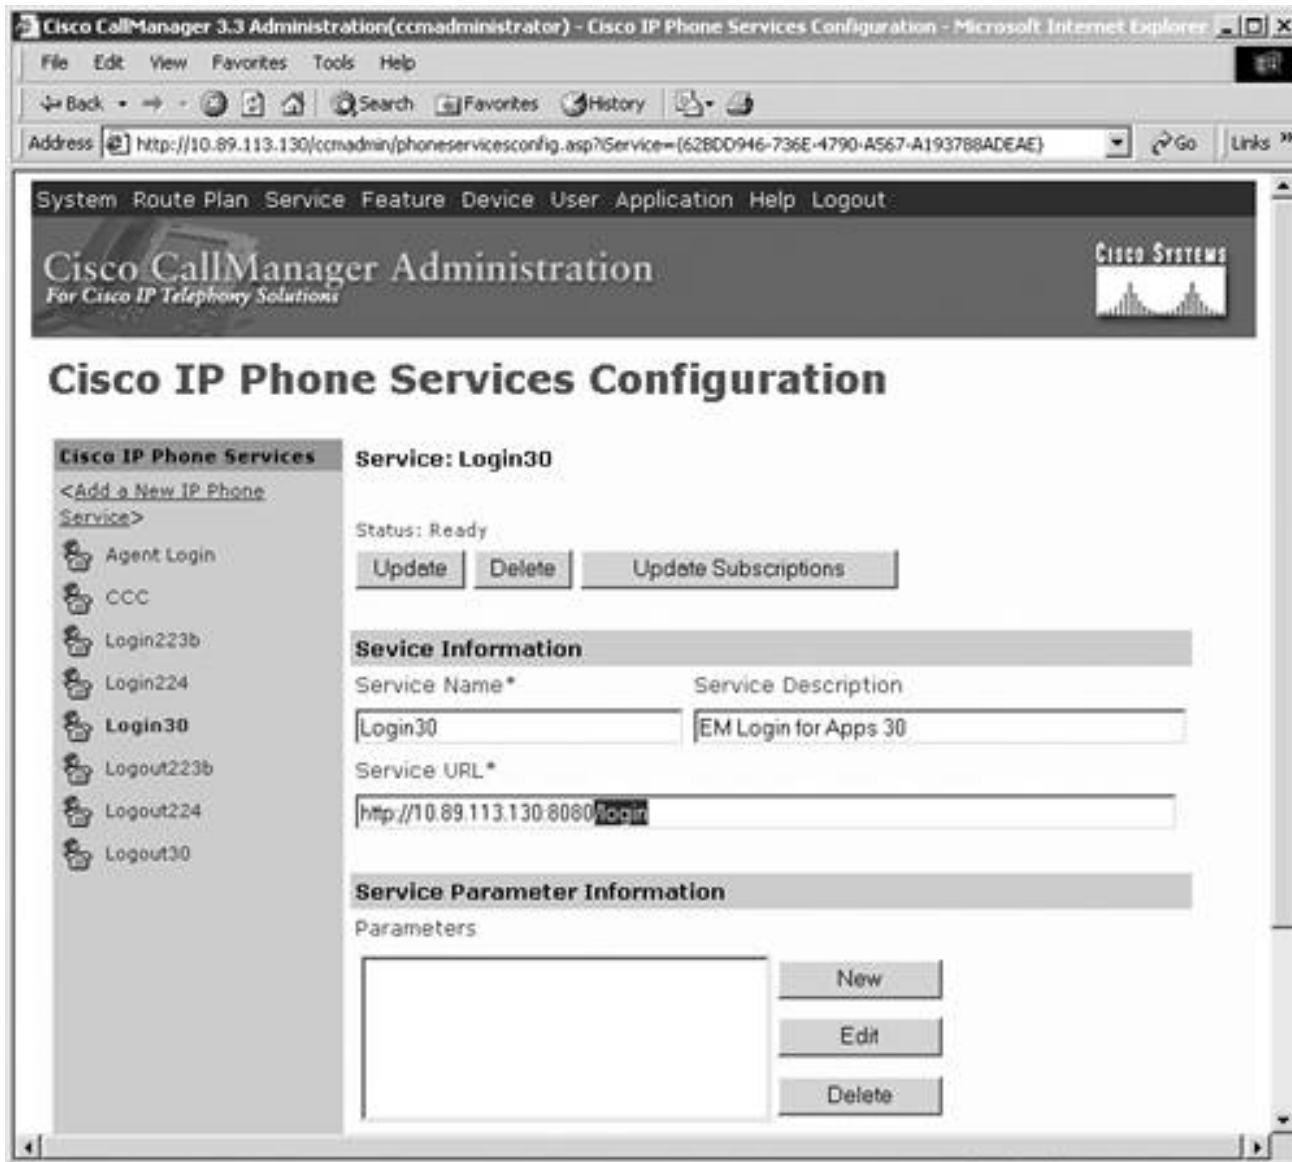 Cisco CallManager 3.3 Administration(ccmadministrator) - Cisco IP Phone Services Configuration - Microsoft Internet Explorer
File Edit View Favorites Tools Help
Back Search Favorites History
Address http://10.89.113.130/ccmadmin/phoneservicesconfig.asp?iService={62BDD946-736E-4790-A567-A193788ADEAE} Go Links »
System Route Plan Service Feature Device User Application Help Logout
Cisco CallManager Administration
For Cisco IP Telephony Solutions
CISCO SYSTEMS
Cisco IP Phone Services Configuration
Cisco IP Phone Services
<Add a New IP Phone
Service>
Agent Login
CCC
Login223b
Login224
Login30
Logout223b
Logout224
Logout30
Service: Login30
Status: Ready
Update Delete Update Subscriptions
Sevice Information
Service Name* Service Description
Login30 EM Login for Apps 30
Service URL*
http://10.89.113.130:8080/login
Service Parameter Information
Parameters
New
Edit
Delete